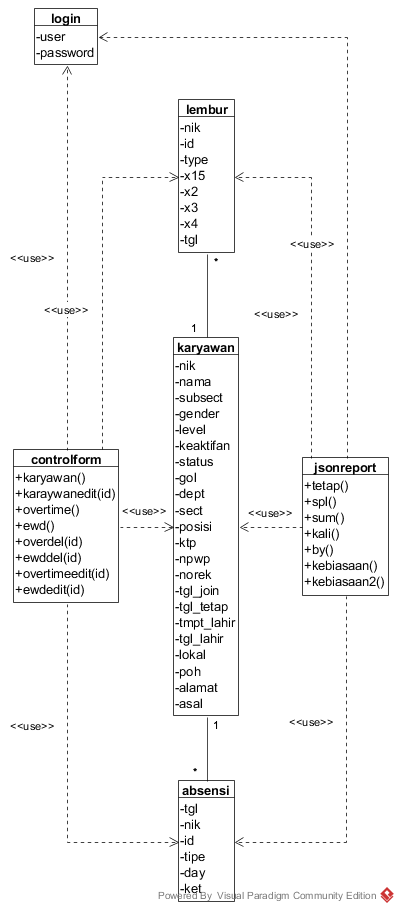 login
-user
-password
lembur
-nik
-id
-type
-x15
-x2
-x3
-x4
-tgl
<<use>>
<<use>>
*
<<use>>
<<use>>
1
karyawan
-nik
-nama
-subsect
-gender
-level
-keaktifan
-status
-gol
-dept
-sect
-posisi
-ktp
-npwp
-norek
-tgl_join
-tgl_tetap
-tmpt_lahir
-tgl_lahir
-lokal
-poh
-alamat
-asal
controlform
+karyawan()
+karaywanedit(id)
+overtime()
+ewd()
+overdel(id)
+ewddel(id)
+overtimeedit(id)
+ewdedit(id)
<<use>>
<<use>>
jsonreport
+tetap()
+spl()
+sum()
+kali()
+by()
+kebiasaan()
+kebiasaan2()
<<use>>
<<use>>
1
*
absensi
-tgl
-nik
-id
-tipe
-day
-ket
Powered By Visual Paradigm Community Edition